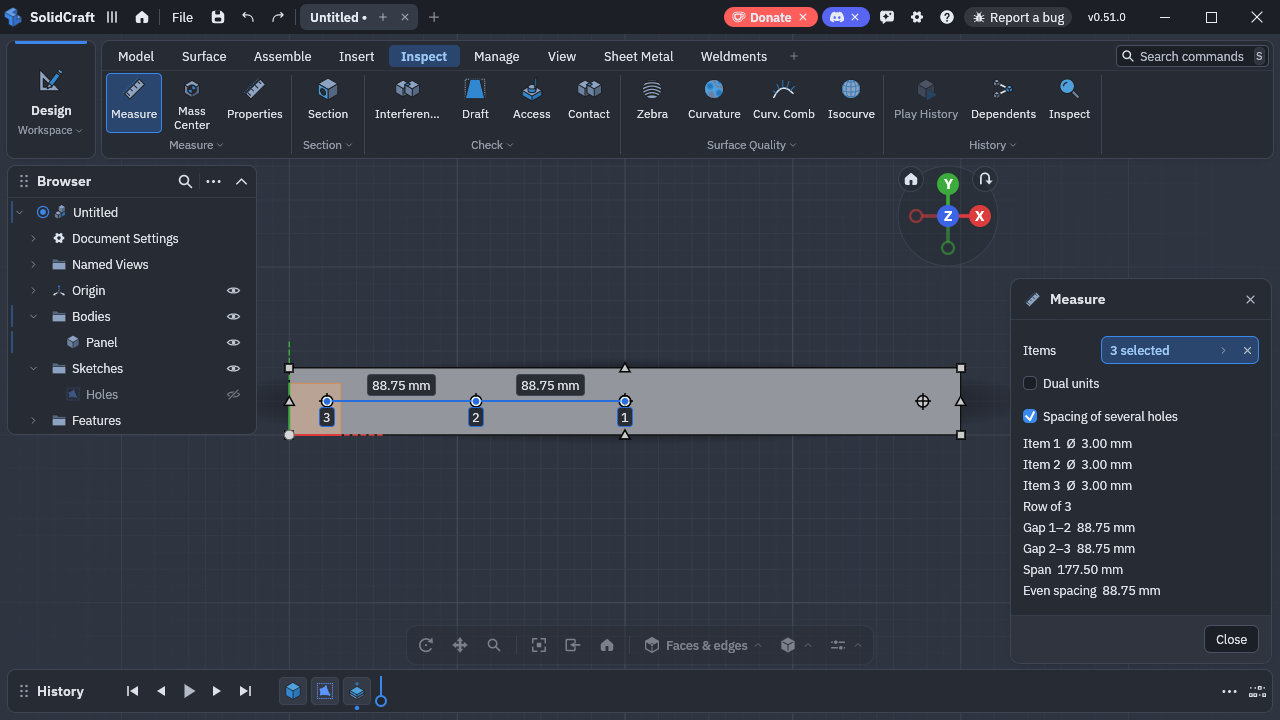 SolidCraft
File
Untitled •
Donate
Report a bug
v0.51.0
Design
Workspace
Model
Surface
Assemble
Insert
Inspect
Manage
View
Sheet Metal
Weldments
Search commands
S
Measure
Mass Center
Properties
Section
Interferen...
Draft
Access
Contact
Zebra
Curvature
Curv. Comb
Isocurve
Play History
Dependents
Inspect
Measure
Section
Check
Surface Quality
History
Browser
Untitled
Document Settings
Named Views
Origin
Bodies
Panel
Sketches
Holes
Features
Y
Z
X
88.75 mm
88.75 mm
3
2
1
Measure
Items
3 selected
Dual units
Spacing of several holes
Item 1 Ø 3.00 mm
Item 2 Ø 3.00 mm
Item 3 Ø 3.00 mm
Row of 3
Gap 1–2 88.75 mm
Gap 2–3 88.75 mm
Span 177.50 mm
Even spacing 88.75 mm
Close
Faces & edges
History